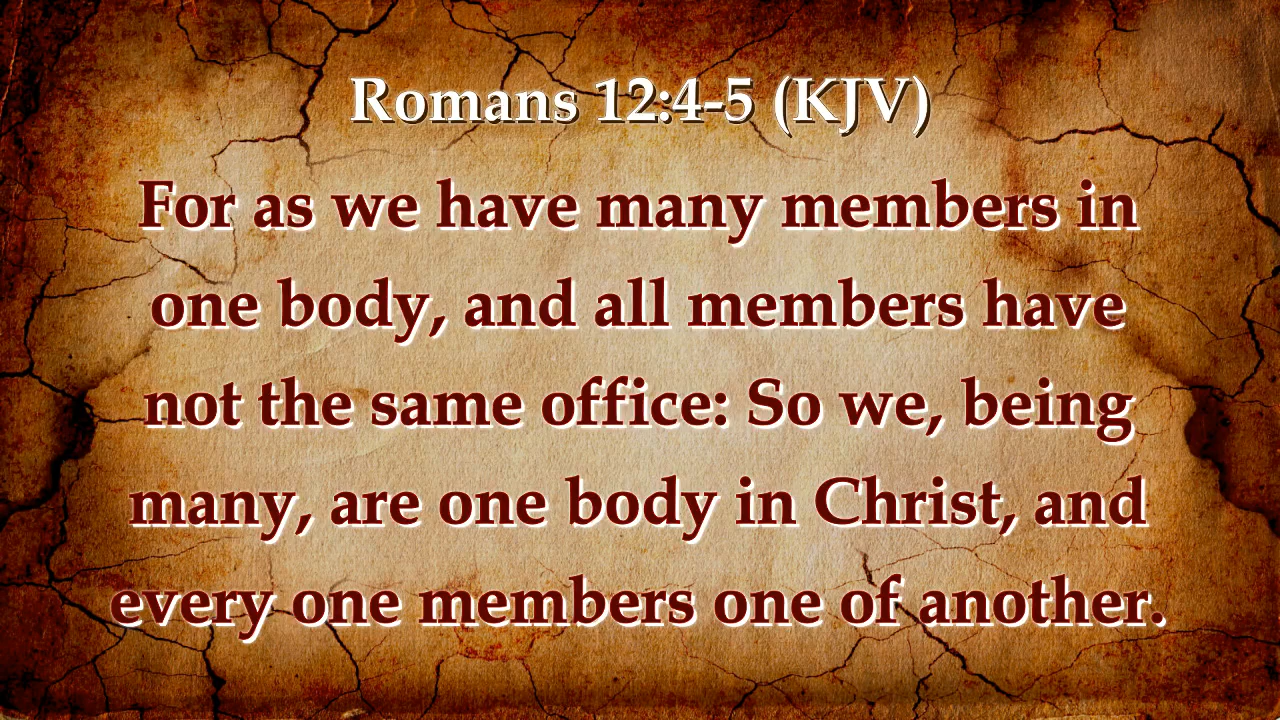 Romans 12:4-5 (KJV)
For as we have many members in
one body, and all members have
not the same office: So we, being
many, are one body in Christ, and
every one members one of another.